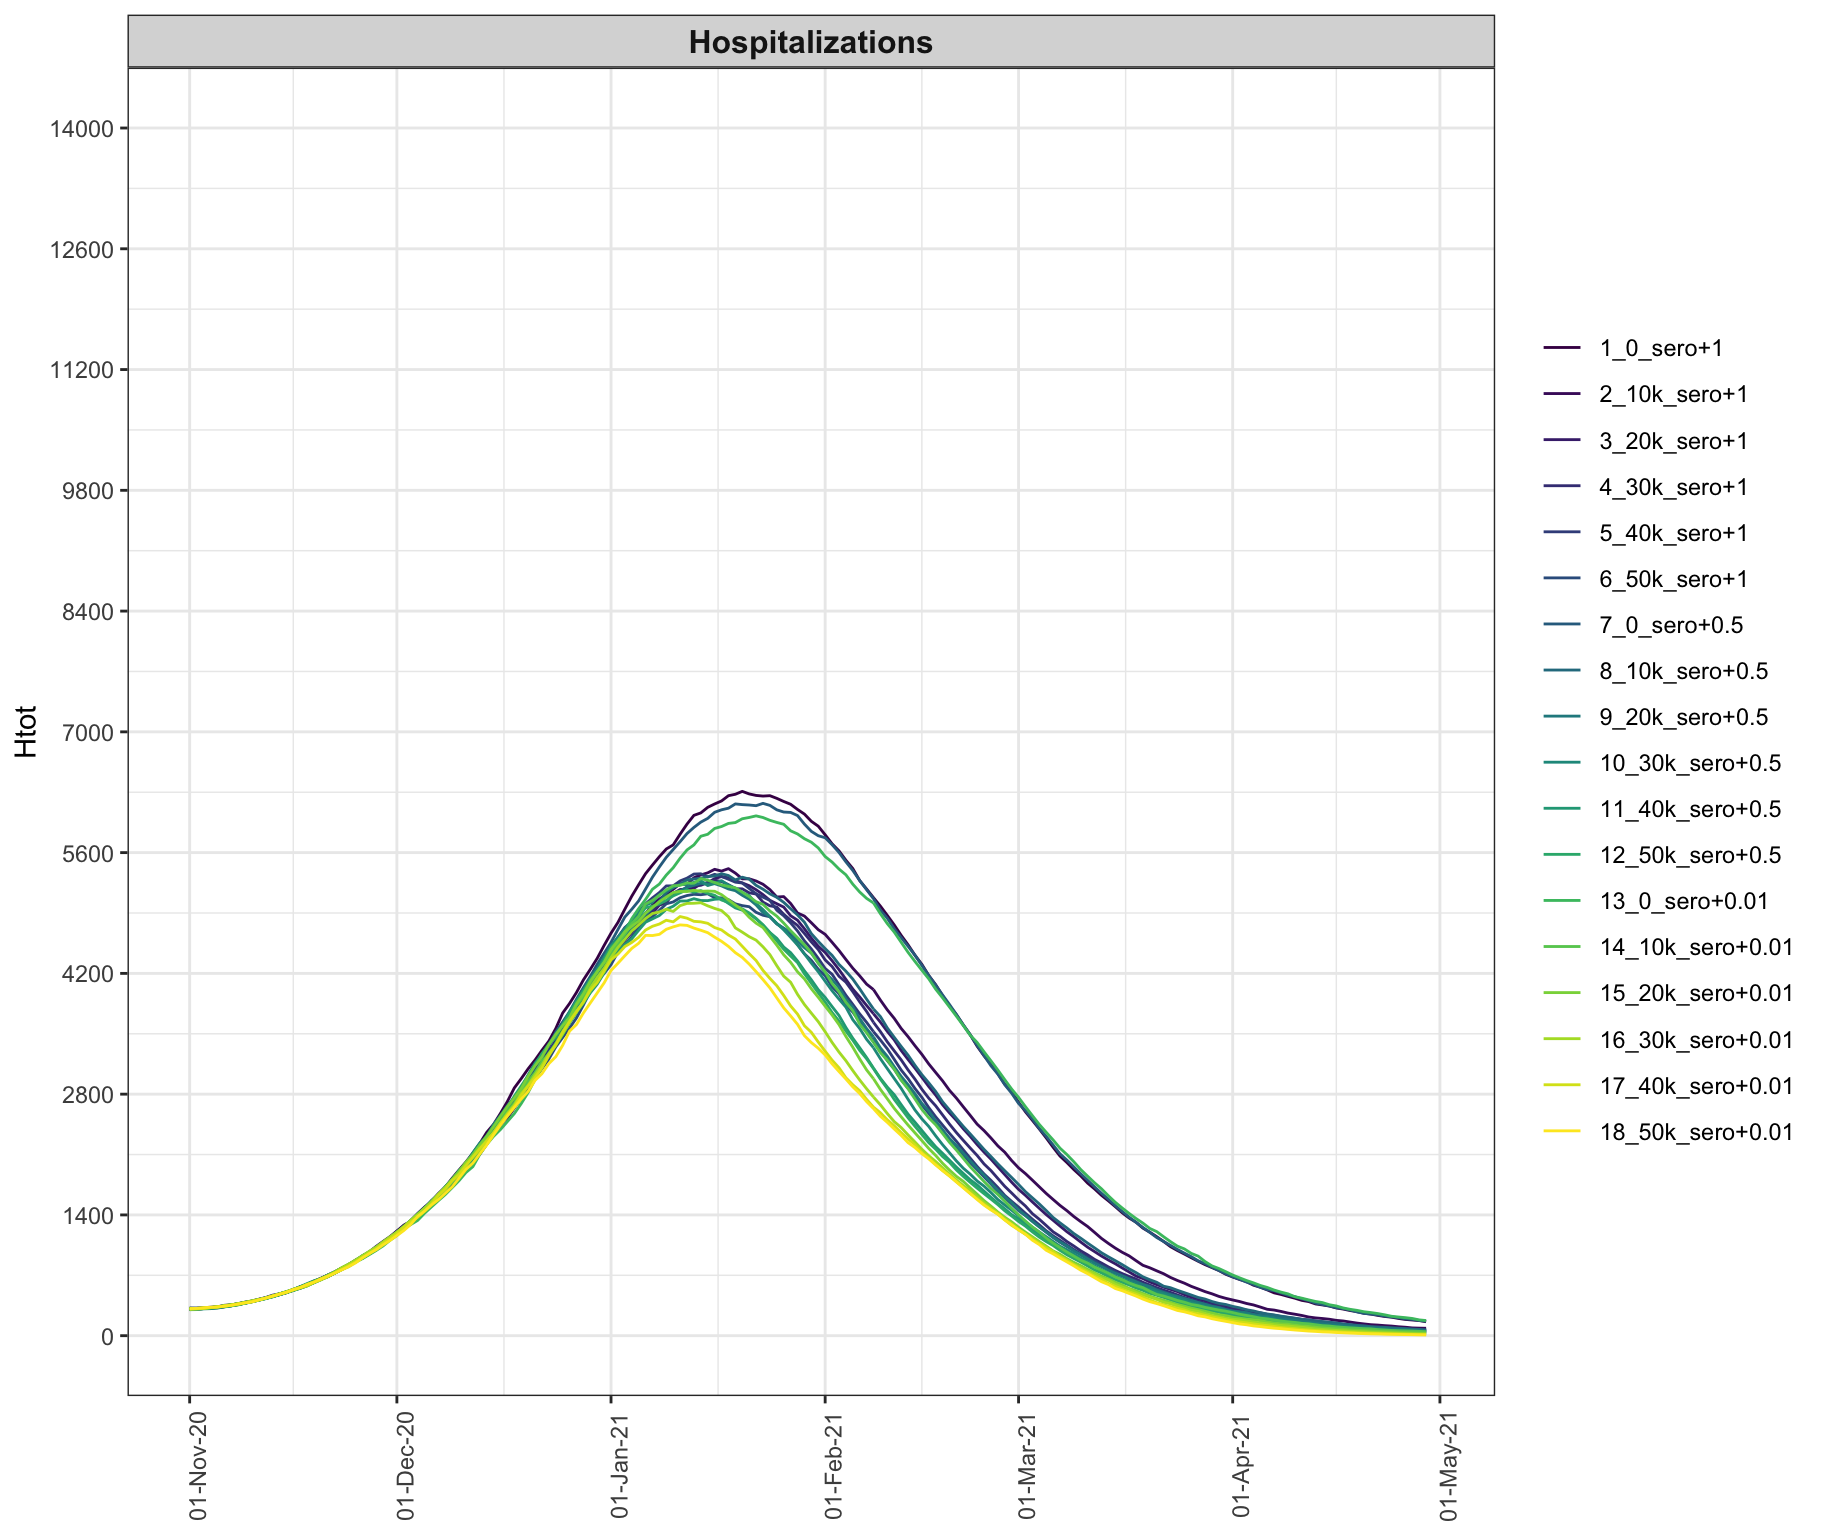 Hospitalizations
14000
12600
11200
9800
8400
7000
5600
4200
2800
1400
0
Htot
01-Nov-20
01-Dec-20
01-Jan-21
01-Feb-21
01-Mar-21
01-Apr-21
01-May-21
1_0_sero+1
2_10k_sero+1
3_20k_sero+1
4_30k_sero+1
5_40k_sero+1
6_50k_sero+1
7_0_sero+0.5
8_10k_sero+0.5
9_20k_sero+0.5
10_30k_sero+0.5
11_40k_sero+0.5
12_50k_sero+0.5
13_0_sero+0.01
14_10k_sero+0.01
15_20k_sero+0.01
16_30k_sero+0.01
17_40k_sero+0.01
18_50k_sero+0.01